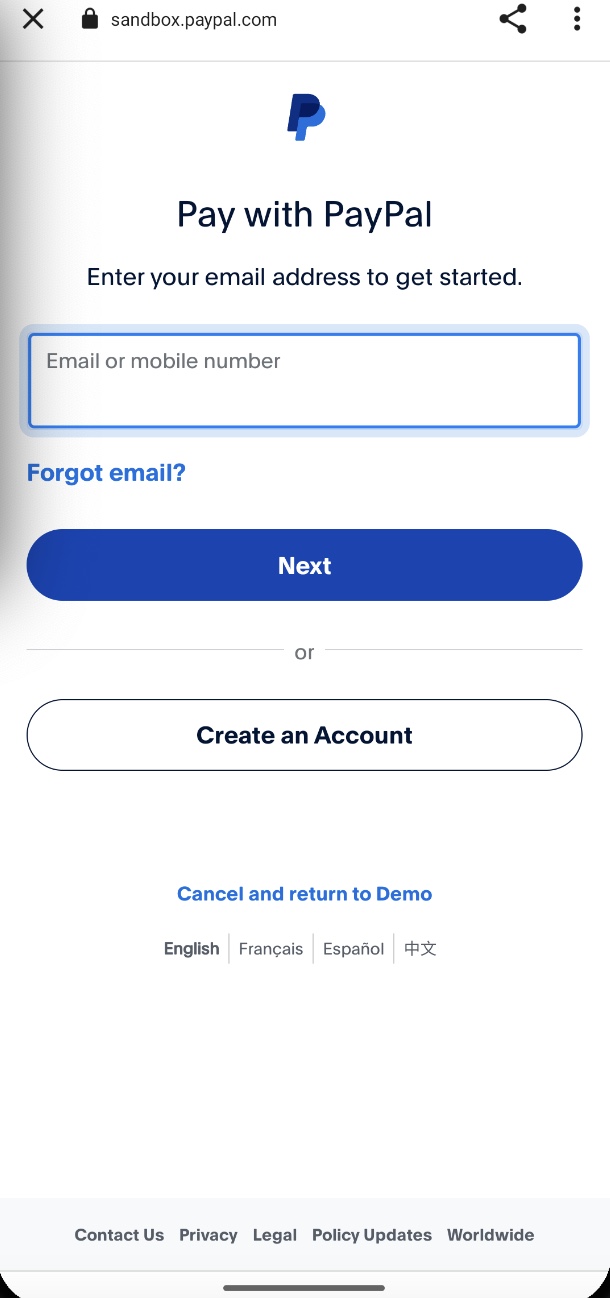 sandbox.paypal.com
Pay with PayPal
Enter your email address to get started.
Email or mobile number
Forgot email?
Next
or
Create an Account
Cancel and return to Demo
English Français Español 中文
Contact Us Privacy Legal Policy Updates Worldwide